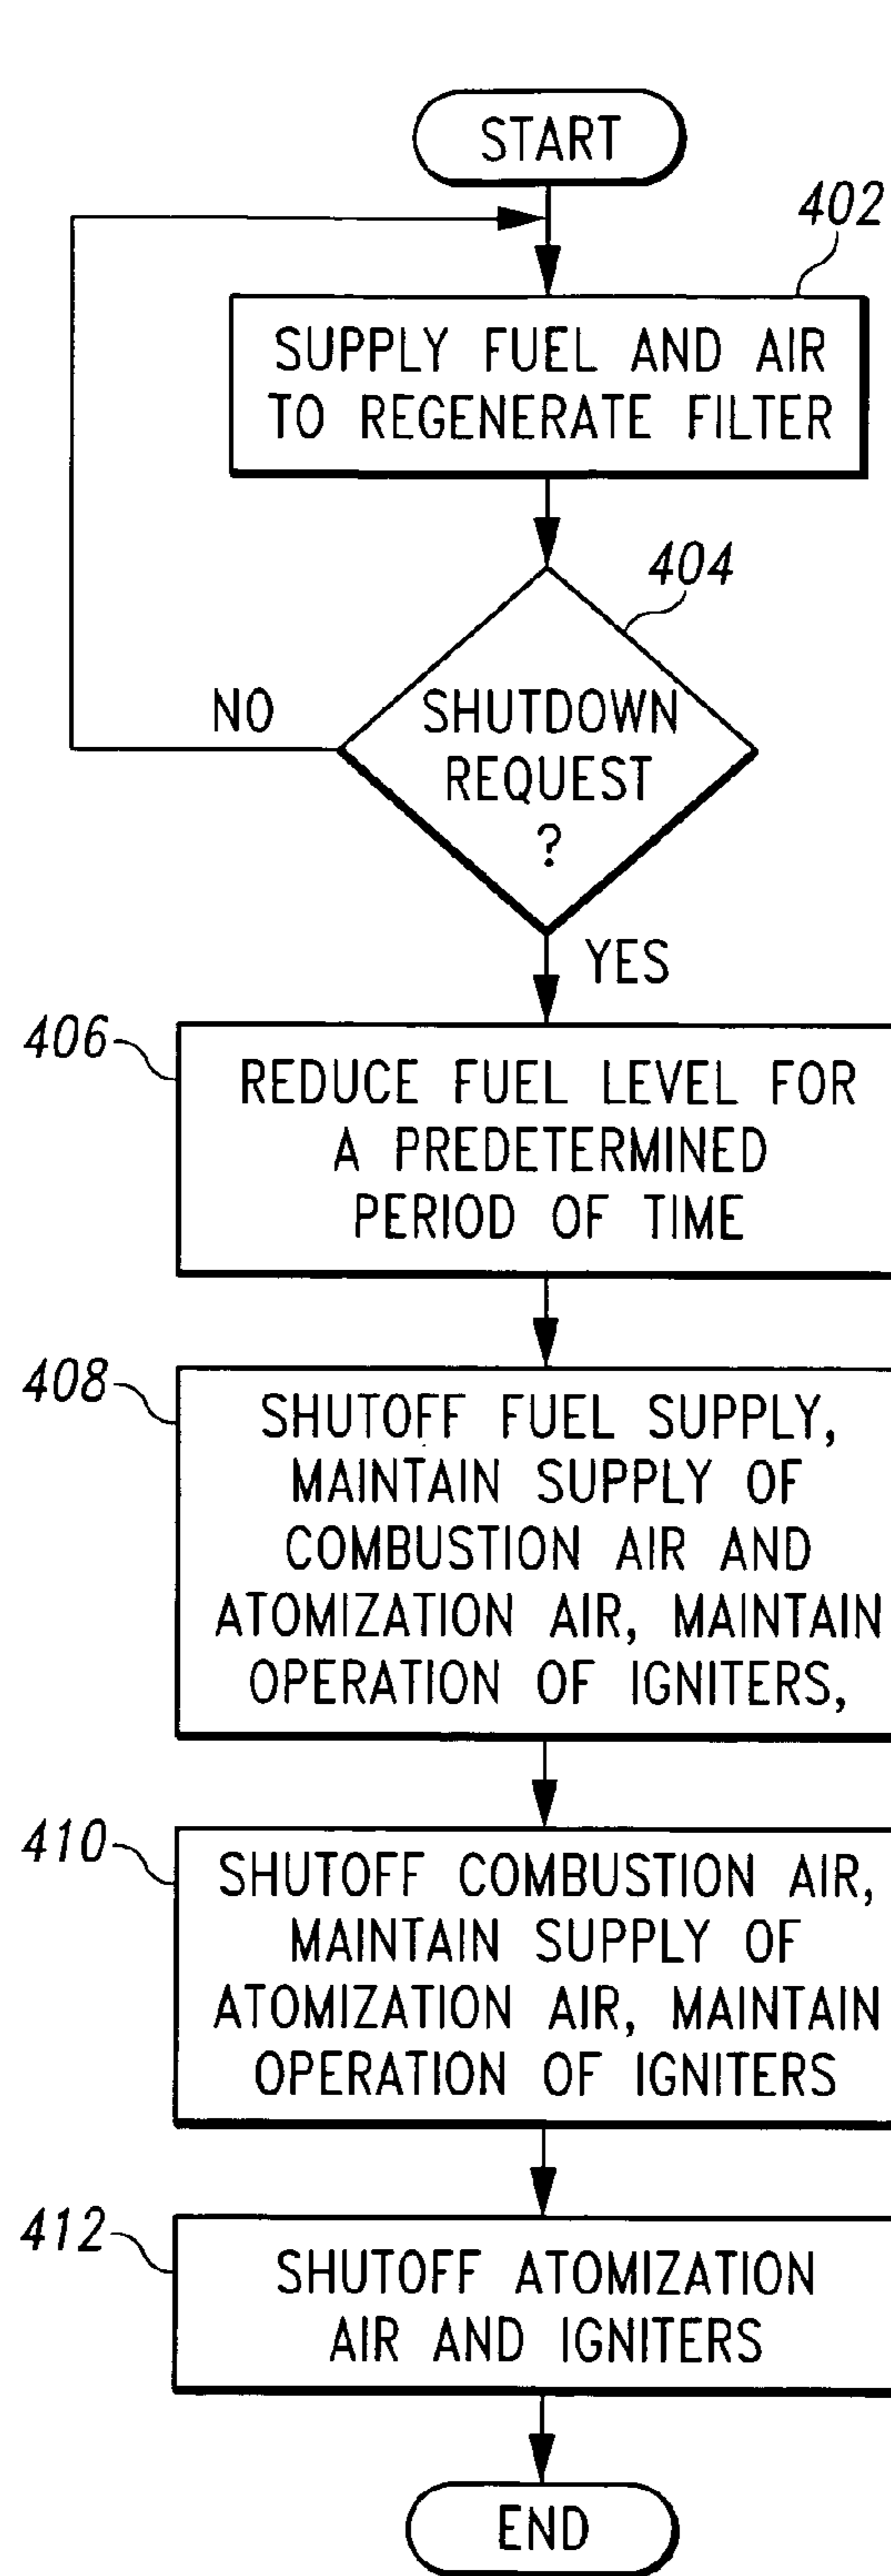 START
402
SUPPLY FUEL AND AIR
TO REGENERATE FILTER
404
NO
SHUTDOWN
REQUEST
?
YES
406
REDUCE FUEL LEVEL FOR
A PREDETERMINED
PERIOD OF TIME
408
SHUTOFF FUEL SUPPLY,
MAINTAIN SUPPLY OF
COMBUSTION AIR AND
ATOMIZATION AIR, MAINTAIN
OPERATION OF IGNITERS,
410
SHUTOFF COMBUSTION AIR,
MAINTAIN SUPPLY OF
ATOMIZATION AIR, MAINTAIN
OPERATION OF IGNITERS
412
SHUTOFF ATOMIZATION
AIR AND IGNITERS
END